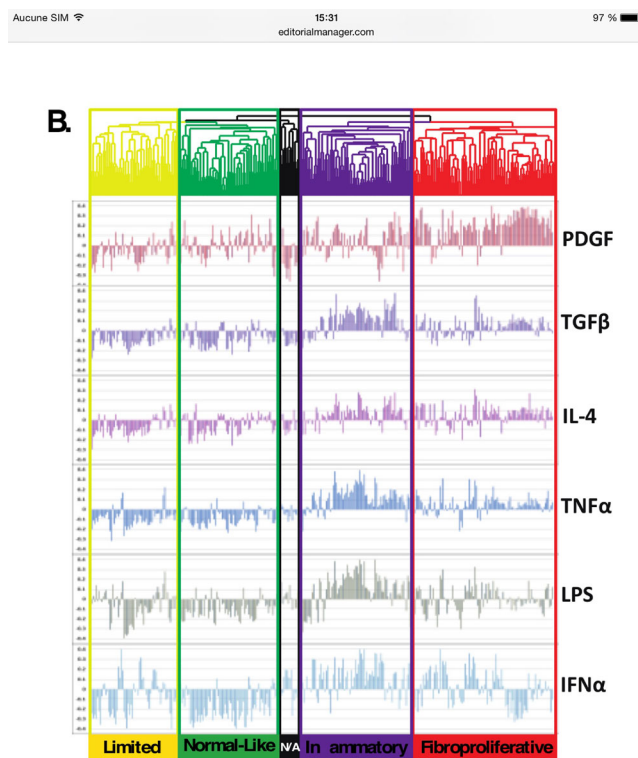 Aucune SIM 15:31 97 %
editorialmanager.com
B.
PDGF
TGFβ
IL-4
TNFα
LPS
IFNα
Limited Normal-Like N/A In ammatory Fibroproliferative